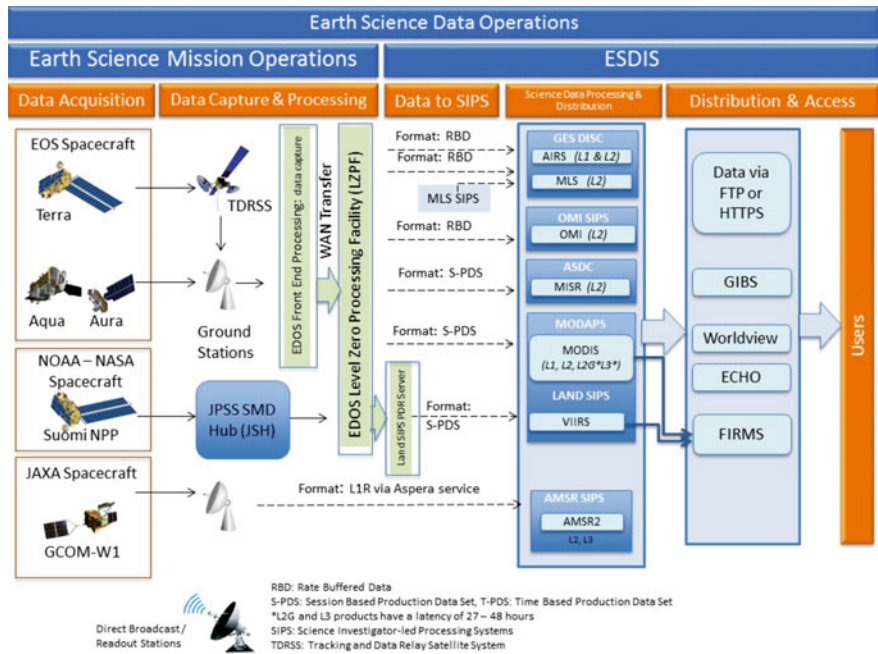 Earth Science Data Operations
Earth Science Mission Operations
ESDIS
Data Acquisition
Data Capture & Processing
Data to SIPS
Science Data Processing &
Distribution
Distribution & Access
EOS Spacecraft
Terra
Aqua
Aura
NOAA – NASA
Spacecraft
Suomi NPP
JAXA Spacecraft
GCOM-W1
TDRSS
Ground
Stations
JPSS SMD
Hub (JSH)
EDOS Front End Processing: data capture
WAN Transfer
EDOS Level Zero Processing Facility (LZPF)
Land SIPS PDR Server
Format: RBD
Format: RBD
MLS SIPS
Format: RBD
Format: S-PDS
Format: S-PDS
Format:
S-PDS
Format: L1R via Aspera service
GES DISC
AIRS (L1 & L2)
MLS (L2)
OMI SIPS
OMI (L2)
ASDC
MISR (L2)
MODAPS
MODIS
(L1, L2, L2G*L3*)
LAND SIPS
VIIRS
AMSR SIPS
AMSR2
L2, L3
Data via
FTP or
HTTPS
GIBS
Worldview
ECHO
FIRMS
Users
Direct Broadcast/
Readout Stations
RBD: Rate Buffered Data
S-PDS: Session Based Production Data Set, T-PDS: Time Based Production Data Set
*L2G and L3 products have a latency of 27 – 48 hours
SIPS: Science Investigator-led Processing Systems
TDRSS: Tracking and Data Relay Satellite System